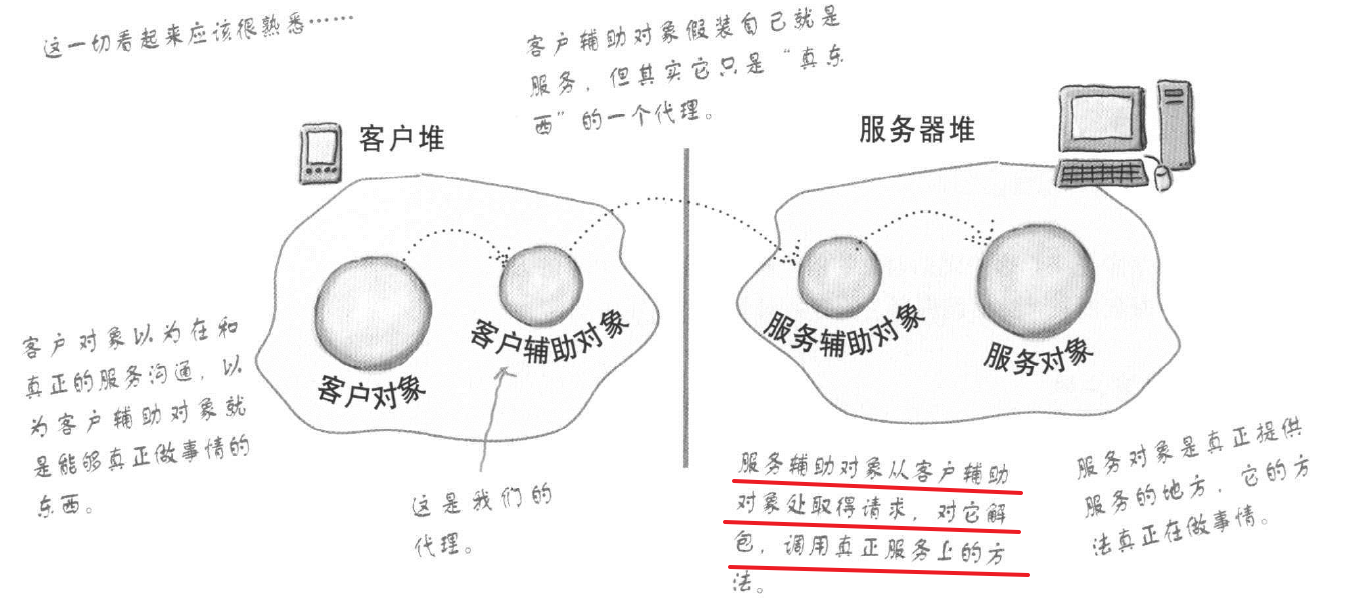 这一切看起来应该很熟悉……
客户辅助对象假装自己就是
服务，但其实它只是“真东
西”的一个代理。
客户堆
服务器堆
客户对象
客户辅助对象
服务辅助对象
服务对象
客户对象以为在和
真正的服务沟通，以
为客户辅助对象就
是能够真正做事情的
东西。
这是我们的
代理。
服务辅助对象从客户辅助
对象处取得请求，对它解
包，调用真正服务上的方
法。
服务对象是真正提供
服务的地方，它的方
法真正在做事情。